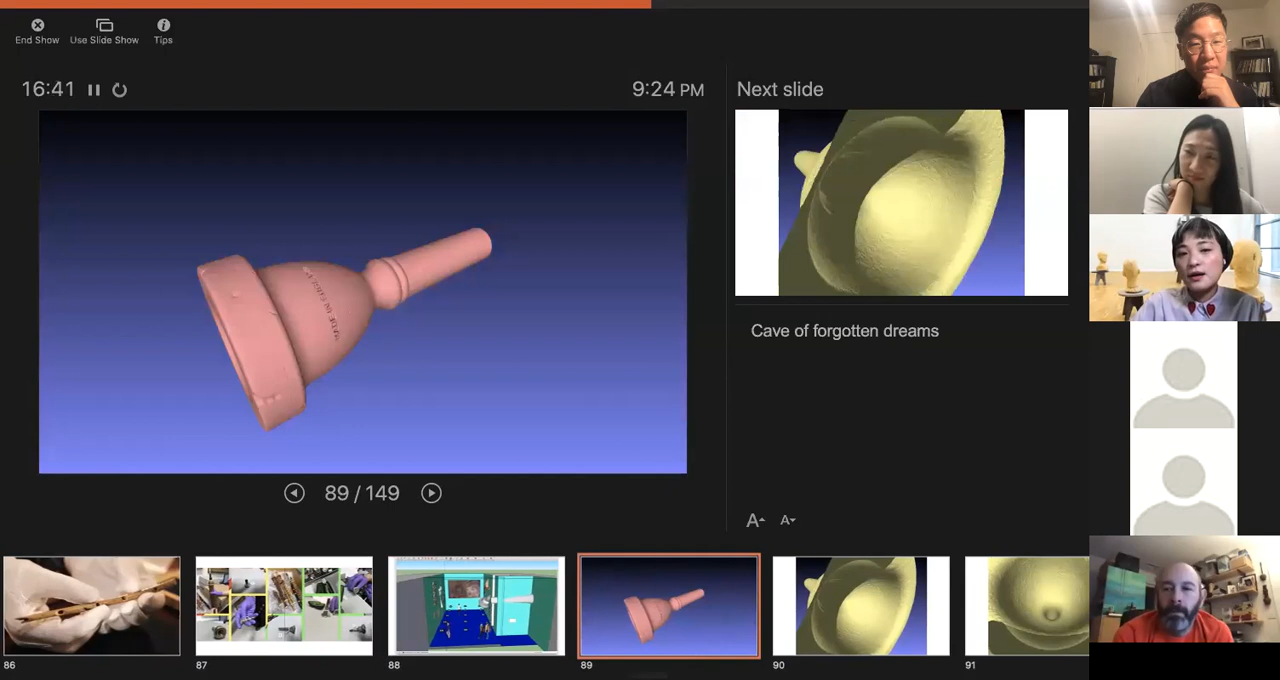 End Show
Use Slide Show
Tips
16:41
9:24 PM
Next slide
Cave of forgotten dreams
89 / 149
A
A
86
87
88
89
90
91